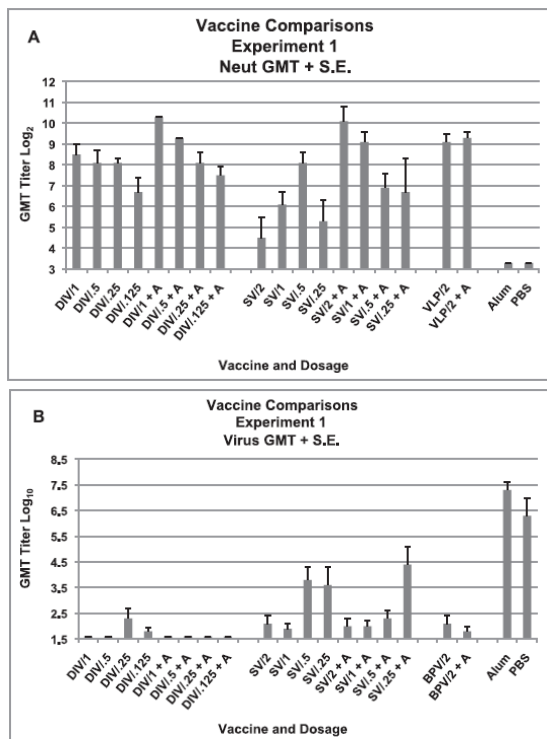 A
Vaccine Comparisons
Experiment 1
Neut GMT + S.E.
GMT Titer Log2
12
11
10
9
8
7
6
5
4
3
DIV/1
DIV/.5
DIV/.25
DIV/.125
DIV/1 + A
DIV/.5 + A
DIV/.25 + A
DIV/.125 + A
SV/2
SV/1
SV/.5
SV/.25
SV/2 + A
SV/1 + A
SV/.5 + A
SV/.25 + A
VLP/2
VLP/2 + A
Alum
PBS
Vaccine and Dosage
B
Vaccine Comparisons
Experiment 1
Virus GMT + S.E.
GMT Titer Log10
8.5
7.5
6.5
5.5
4.5
3.5
2.5
1.5
DIV/1
DIV/.5
DIV/.25
DIV/.125
DIV/1 + A
DIV/.5 + A
DIV/.25 + A
DIV/.125 + A
SV/2
SV/1
SV/.5
SV/.25
SV/2 + A
SV/1 + A
SV/.5 + A
SV/.25 + A
BPV/2
BPV/2 + A
Alum
PBS
Vaccine and Dosage